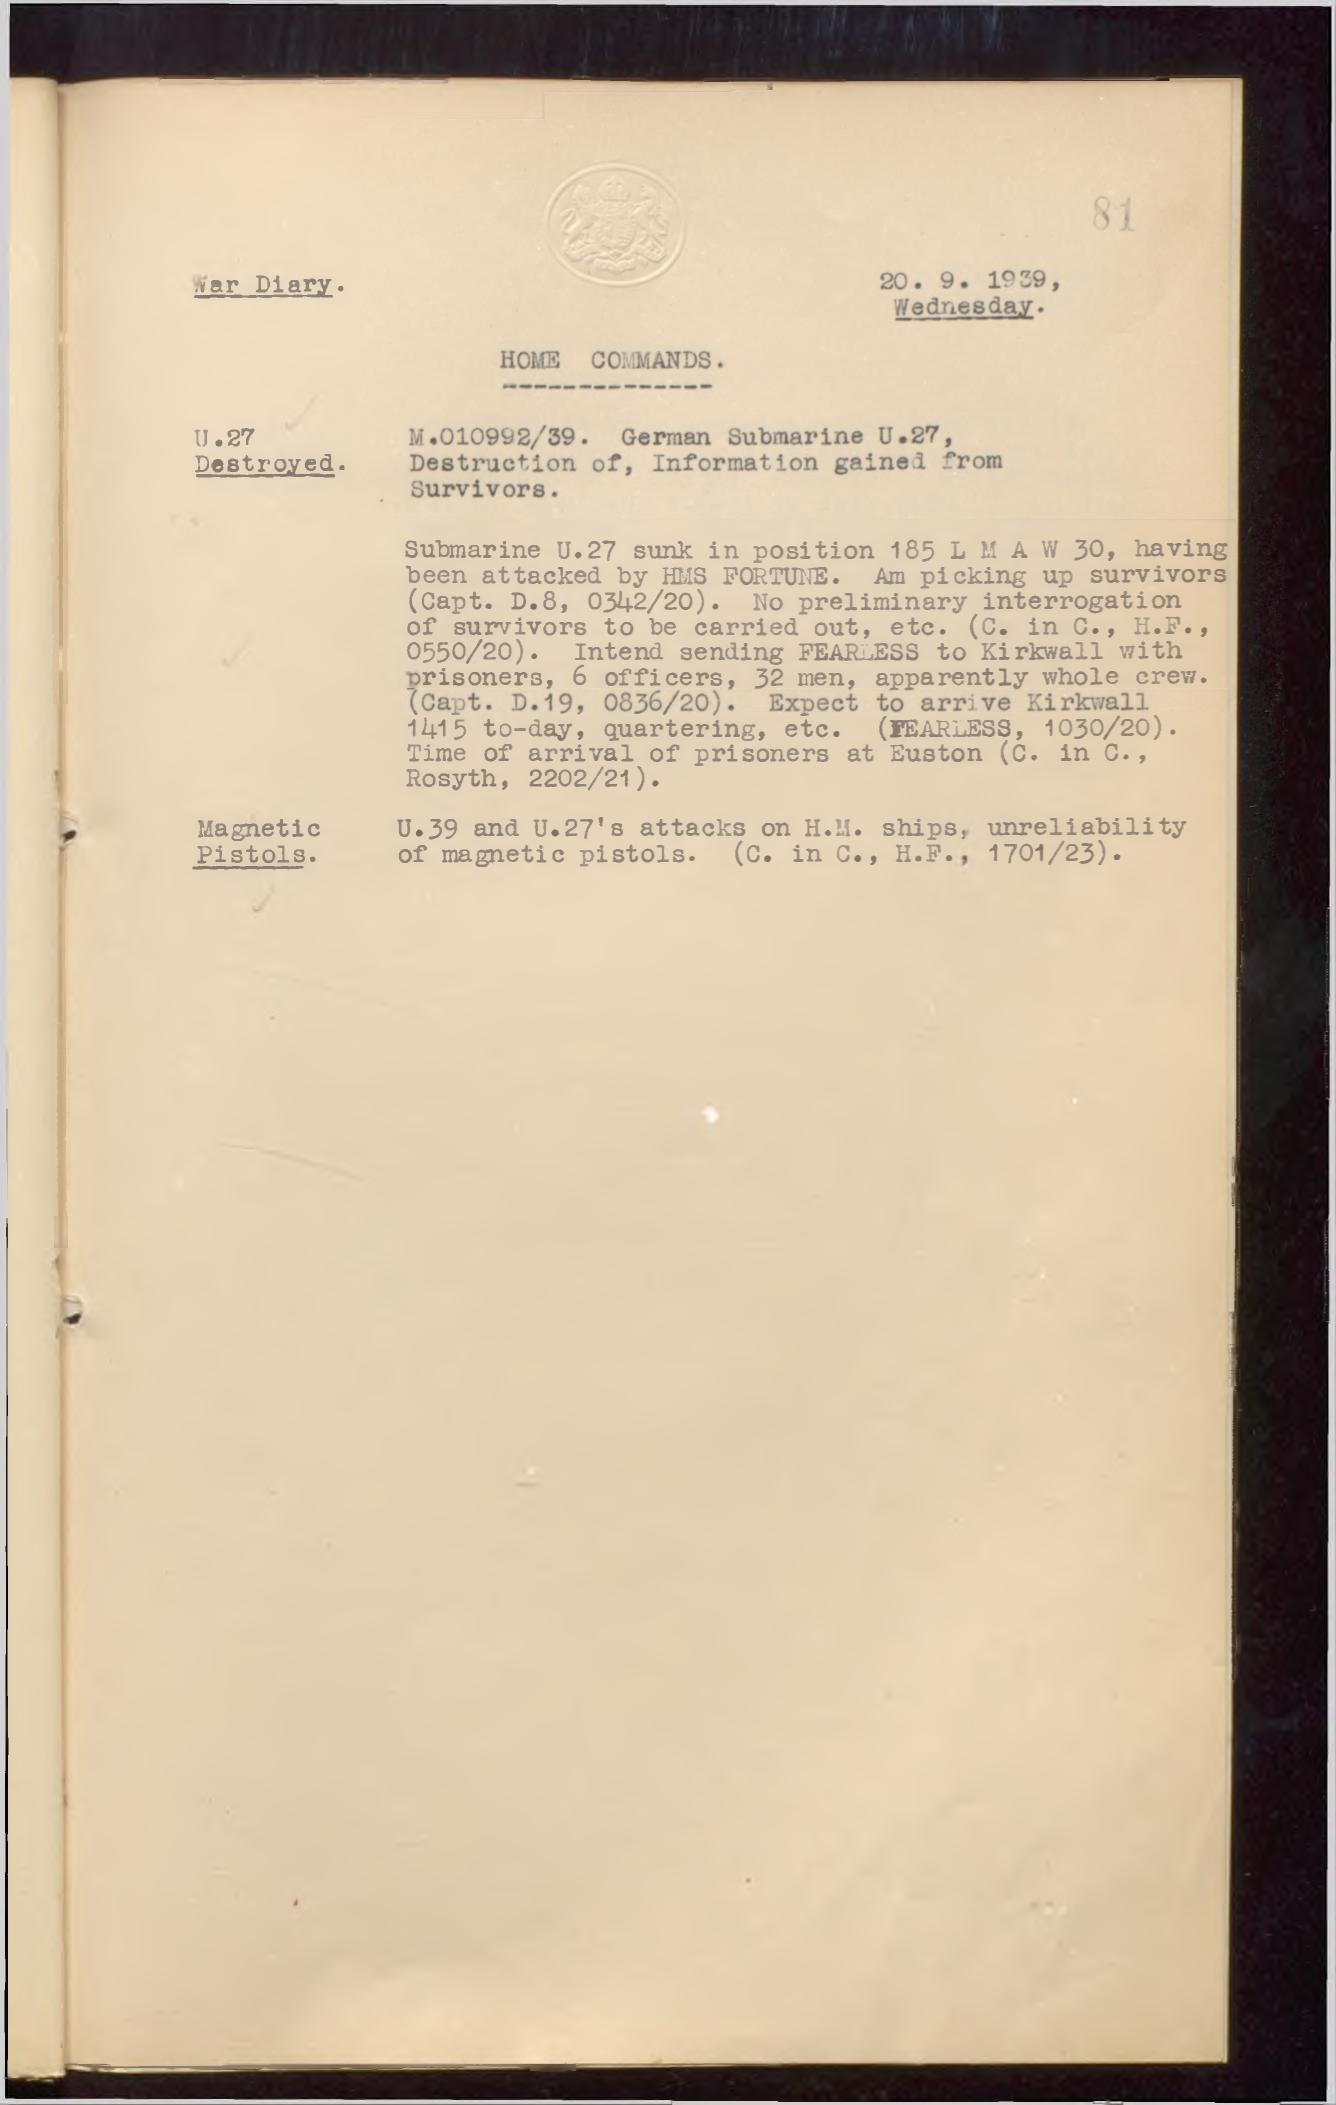 81
War Diary.
20. 9. 1939,
Wednesday.
HOME COMMANDS.
---------------
U.27
Destroyed.
M.010992/39. German Submarine U.27,
Destruction of, Information gained from
Survivors.
Submarine U.27 sunk in position 185 L M A W 30, having
been attacked by HMS FORTUNE. Am picking up survivors
(Capt. D.8, 0342/20). No preliminary interrogation
of survivors to be carried out, etc. (C. in C., H.F.,
0550/20). Intend sending FEARLESS to Kirkwall with
prisoners, 6 officers, 32 men, apparently whole crew.
(Capt. D.19, 0836/20). Expect to arrive Kirkwall
1415 to-day, quartering, etc. (FEARLESS, 1030/20).
Time of arrival of prisoners at Euston (C. in C.,
Rosyth, 2202/21).
Magnetic
Pistols.
U.39 and U.27's attacks on H.M. ships, unreliability
of magnetic pistols. (C. in C., H.F., 1701/23).